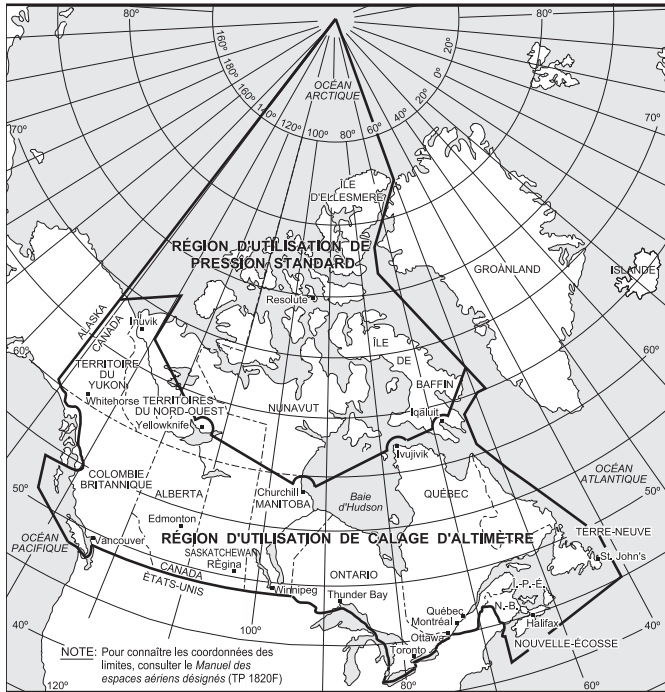 80°
80°
160°
180°
160°
140°
120°
100°
80°
60°
40°
20°
0°
20°
OCÉAN
ARCTIQUE
70°
70°
ÎLE
D'ELLESMERE
RÉGION D'UTILISATION DE
PRESSION STANDARD
GROÀNLAND
ISLANDE
Resolute
ALASKA
CANADA
Inuvik
60°
60°
TERRITOIRE
DU
YUKON
Whitehorse
TERRITOIRES
DU NORD-OUEST
Yellowknife
NUNAVUT
ÎLE
DE
BAFFIN
Iqaluit
Ivujivik
COLOMBIE
BRITANNIQUE
ALBERTA
Churchill
MANITOBA
Baie
d'Hudson
QUÉBEC
OCÉAN
ATLANTIQUE
50°
50°
Edmonton
RÉGION D'UTILISATION DE CALAGE D'ALTIMÈTRE
TERRE-NEUVE
St. John's
OCÉAN
PACIFIQUE
Vancouver
SASKATCHEWAN
REgina
CANADA
ÉTATS-UNIS
Winnipeg
ONTARIO
Thunder Bay
Î.-P.-É.
N.-B.
Québec
Montréal
Ottawa
Toronto
Halifax
NOUVELLE-ÉCOSSE
40°
40°
100°
NOTE: Pour connaître les coordonnées des
limites, consulter le Manuel des
espaces aériens désignés (TP 1820F)
120°
80°
60°